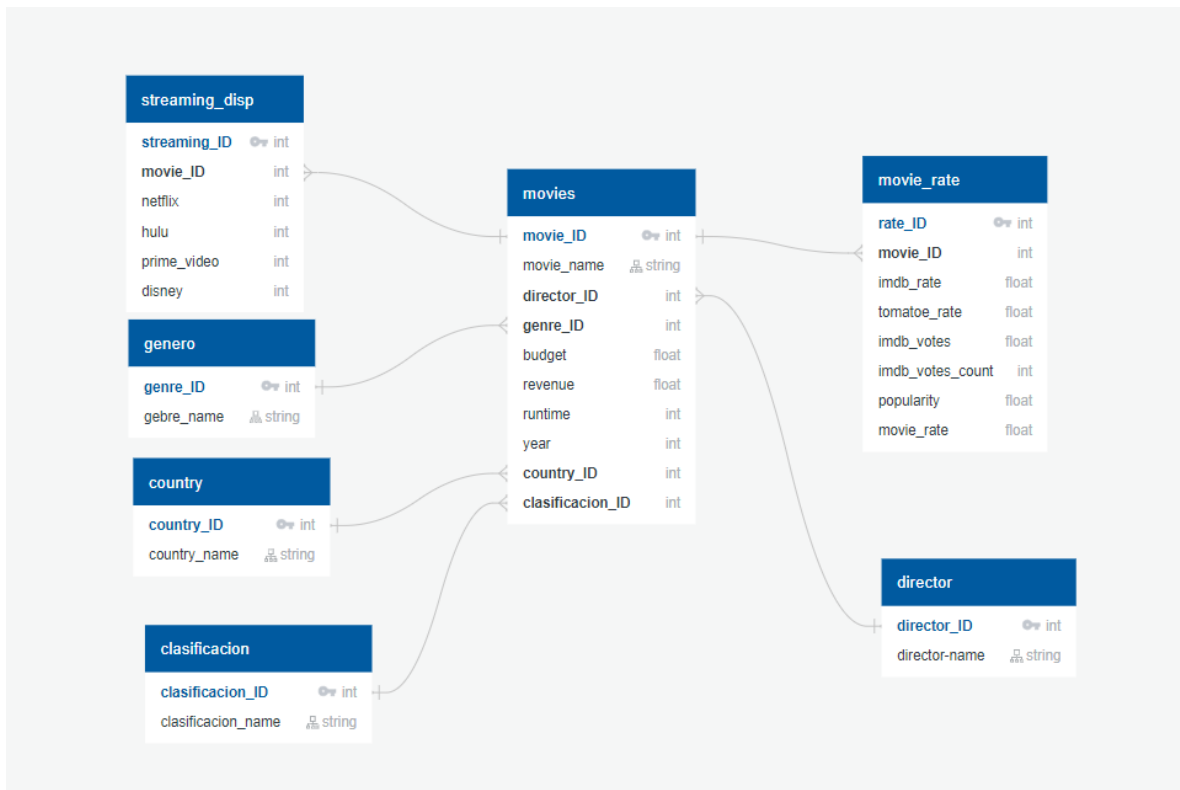 streaming_disp
streaming_ID int
movie_ID int
netflix int
hulu int
prime_video int
disney int
genero
genre_ID int
gebre_name string
country
country_ID int
country_name string
clasificacion
clasificacion_ID int
clasificacion_name string
movies
movie_ID int
movie_name string
director_ID int
genre_ID int
budget float
revenue float
runtime int
year int
country_ID int
clasificacion_ID int
movie_rate
rate_ID int
movie_ID int
imdb_rate float
tomatoe_rate float
imdb_votes float
imdb_votes_count int
popularity float
movie_rate float
director
director_ID int
director-name string